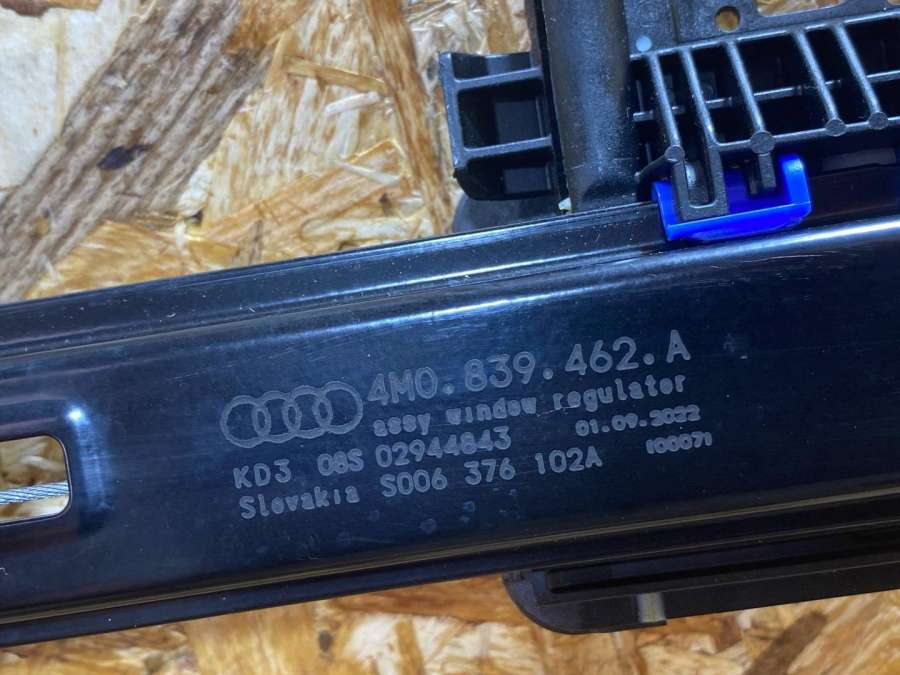 4M0.839.462.A
assy window regulator
KD3 08S 02944843 01.09.2022
Slovakia S006 376 102A 100071